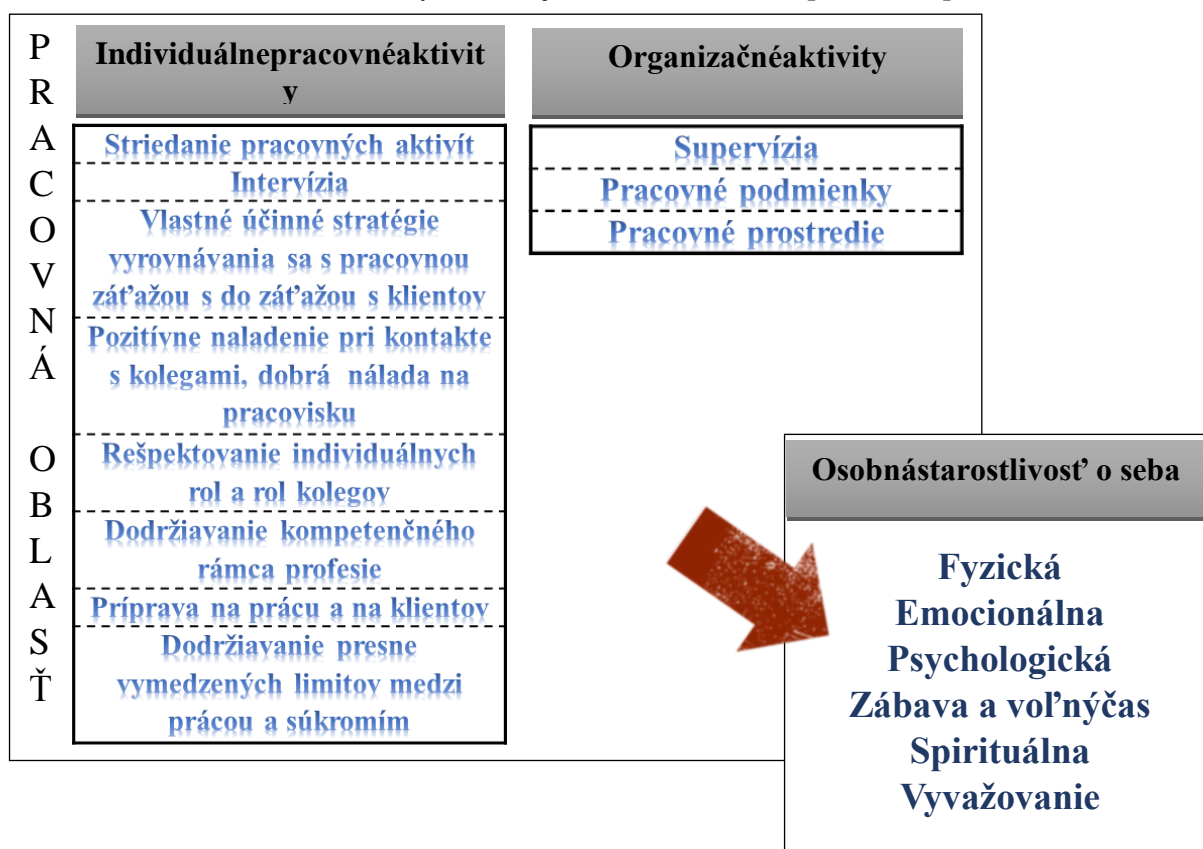 PRACOVNÁ OBLASŤ
Individuálnepracovnéaktivit
y
Striedanie pracovných aktivít
Intervízia
Vlastné účinné stratégie
vyrovnávania sa s pracovnou
záťažou s do záťažou s klientov
Pozitívne naladenie pri kontakte
s kolegami, dobrá nálada na
pracovisku
Rešpektovanie individuálnych
rol a rol kolegov
Dodržiavanie kompetenčného
rámca profesie
Príprava na prácu a na klientov
Dodržiavanie presne
vymedzených limitov medzi
prácou a súkromím
Organizačnéaktivity
Supervízia
Pracovné podmienky
Pracovné prostredie
Osobnástarostlivosť o seba
Fyzická
Emocionálna
Psychologická
Zábava a voľnýčas
Spirituálna
Vyvažovanie